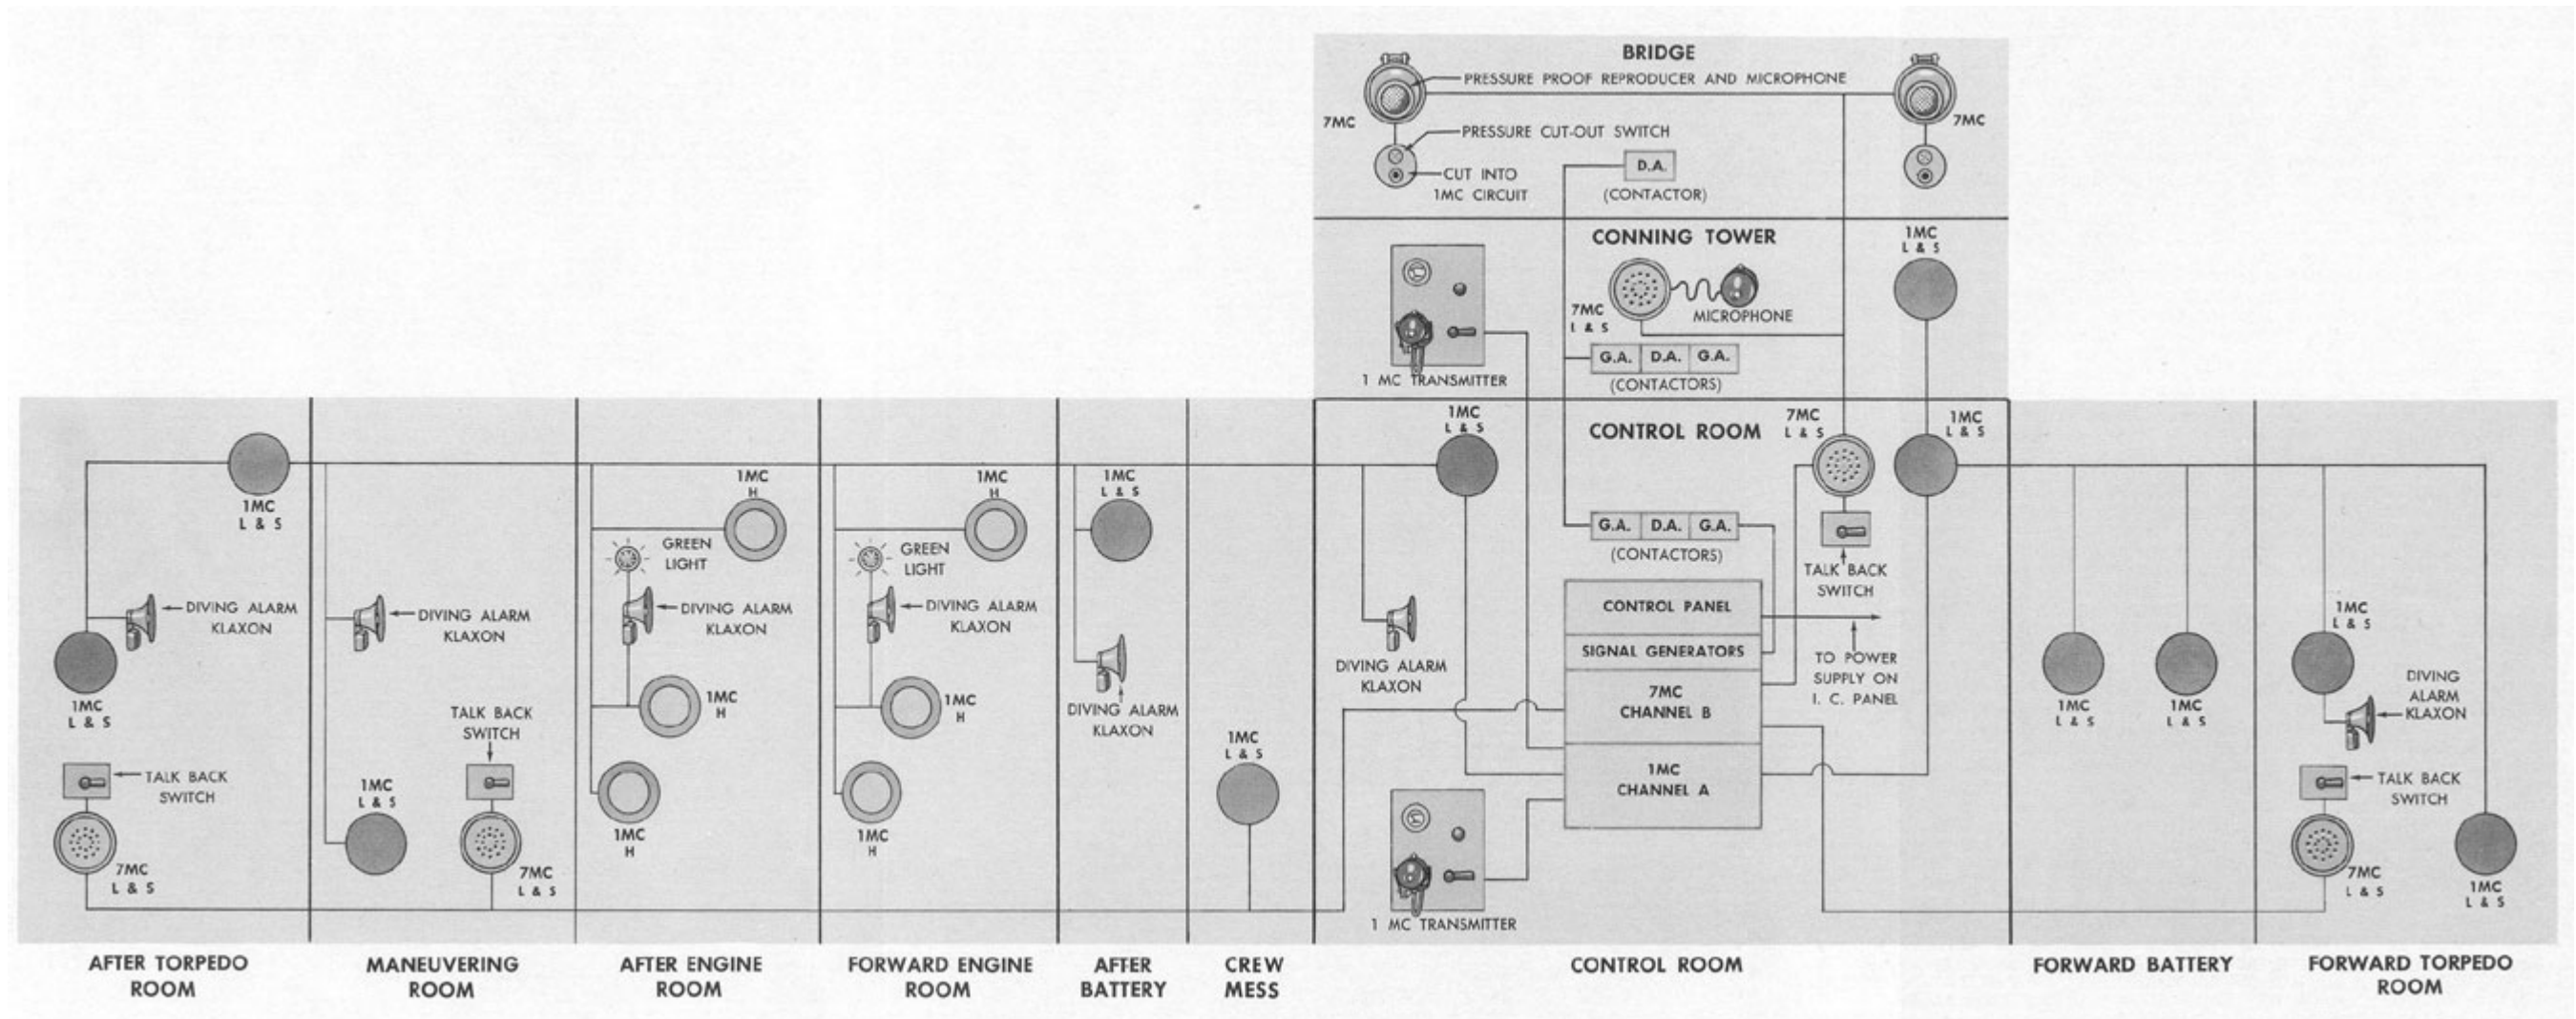 BRIDGE
PRESSURE PROOF REPRODUCER AND MICROPHONE
7MC
7MC
PRESSURE CUT-OUT SWITCH
D.A.
(CONTACTOR)
CUT INTO
1MC CIRCUIT
CONNING TOWER
1MC
L & S
7MC
L & S
MICROPHONE
G.A. D.A. G.A.
(CONTACTORS)
1 MC TRANSMITTER
CONTROL ROOM
1MC
L & S
7MC
L & S
1MC
L & S
G.A. D.A. G.A.
(CONTACTORS)
TALK BACK
SWITCH
CONTROL PANEL
SIGNAL GENERATORS
7MC
CHANNEL B
1MC
CHANNEL A
TO POWER
SUPPLY ON
I. C. PANEL
DIVING ALARM
KLAXON
1 MC TRANSMITTER
1MC
L & S
DIVING ALARM
KLAXON
1MC
L & S
TALK BACK
SWITCH
7MC
L & S
DIVING ALARM
KLAXON
TALK BACK
SWITCH
1MC
L & S
7MC
L & S
1MC
H
GREEN
LIGHT
DIVING ALARM
KLAXON
1MC
H
1MC
H
1MC
H
GREEN
LIGHT
DIVING ALARM
KLAXON
1MC
H
1MC
H
1MC
L & S
DIVING ALARM
KLAXON
1MC
L & S
1MC
L & S
1MC
L & S
1MC
L & S
DIVING
ALARM
KLAXON
TALK BACK
SWITCH
7MC
L & S
1MC
L & S
AFTER TORPEDO
ROOM
MANEUVERING
ROOM
AFTER ENGINE
ROOM
FORWARD ENGINE
ROOM
AFTER
BATTERY
CREW
MESS
CONTROL ROOM
FORWARD BATTERY
FORWARD TORPEDO
ROOM